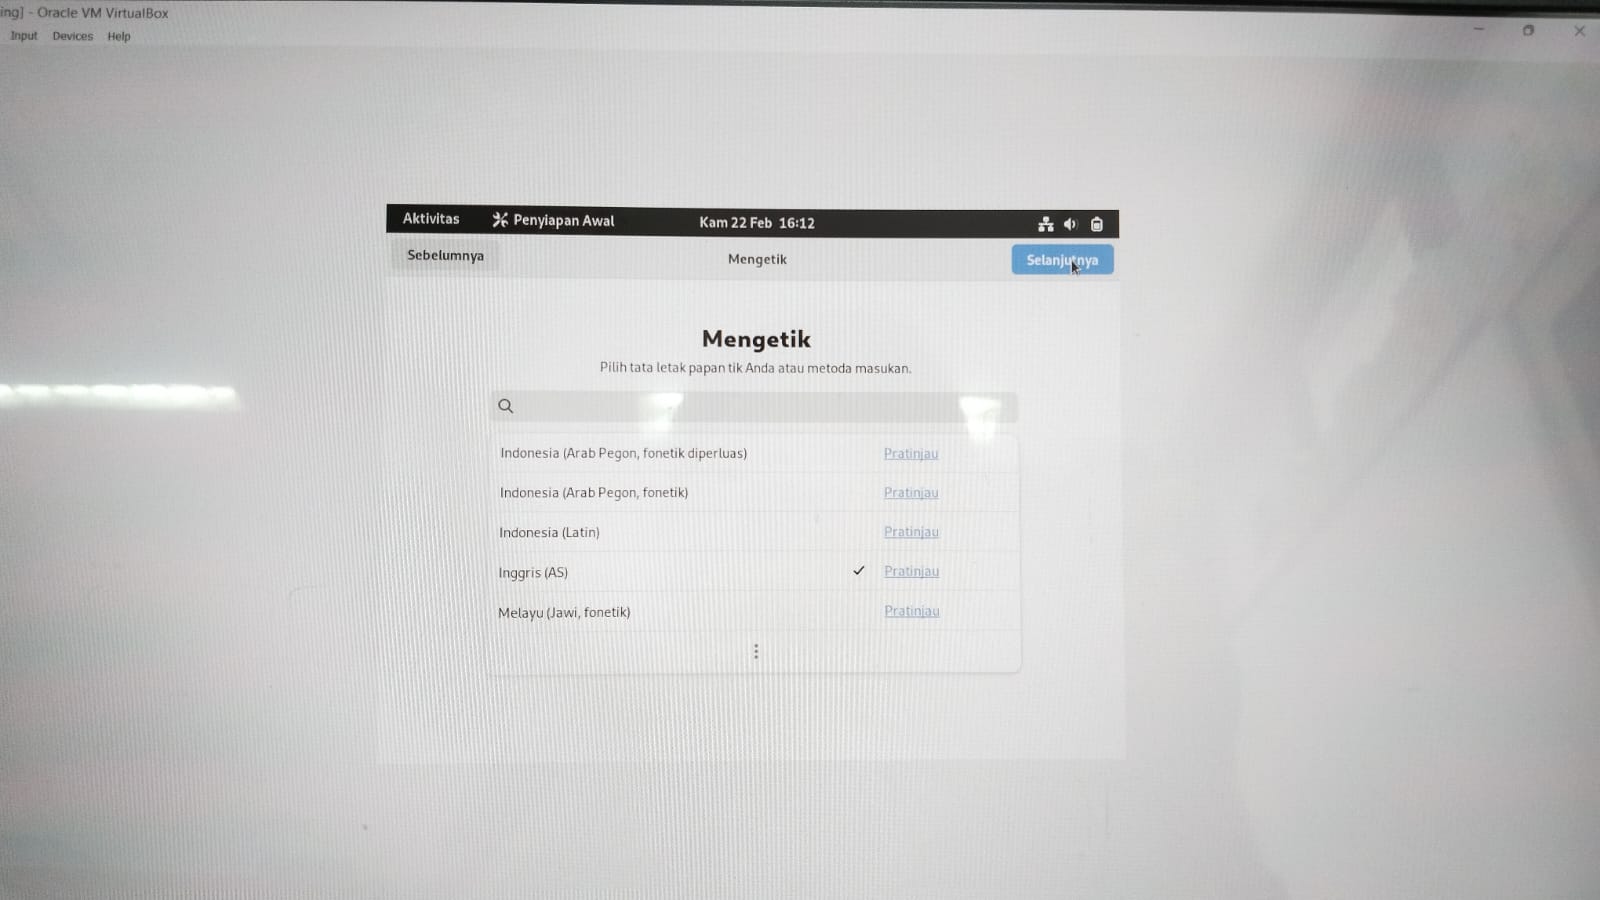 ing] - Oracle VM VirtualBox
Input Devices Help
Aktivitas Penyiapan Awal Kam 22 Feb 16:12
Sebelumnya Mengetik Selanjutnya
Mengetik
Pilih tata letak papan tik Anda atau metoda masukan.
Indonesia (Arab Pegon, fonetik diperluas) Pratinjau
Indonesia (Arab Pegon, fonetik) Pratinjau
Indonesia (Latin) Pratinjau
Inggris (AS) Pratinjau
Melayu (Jawi, fonetik) Pratinjau